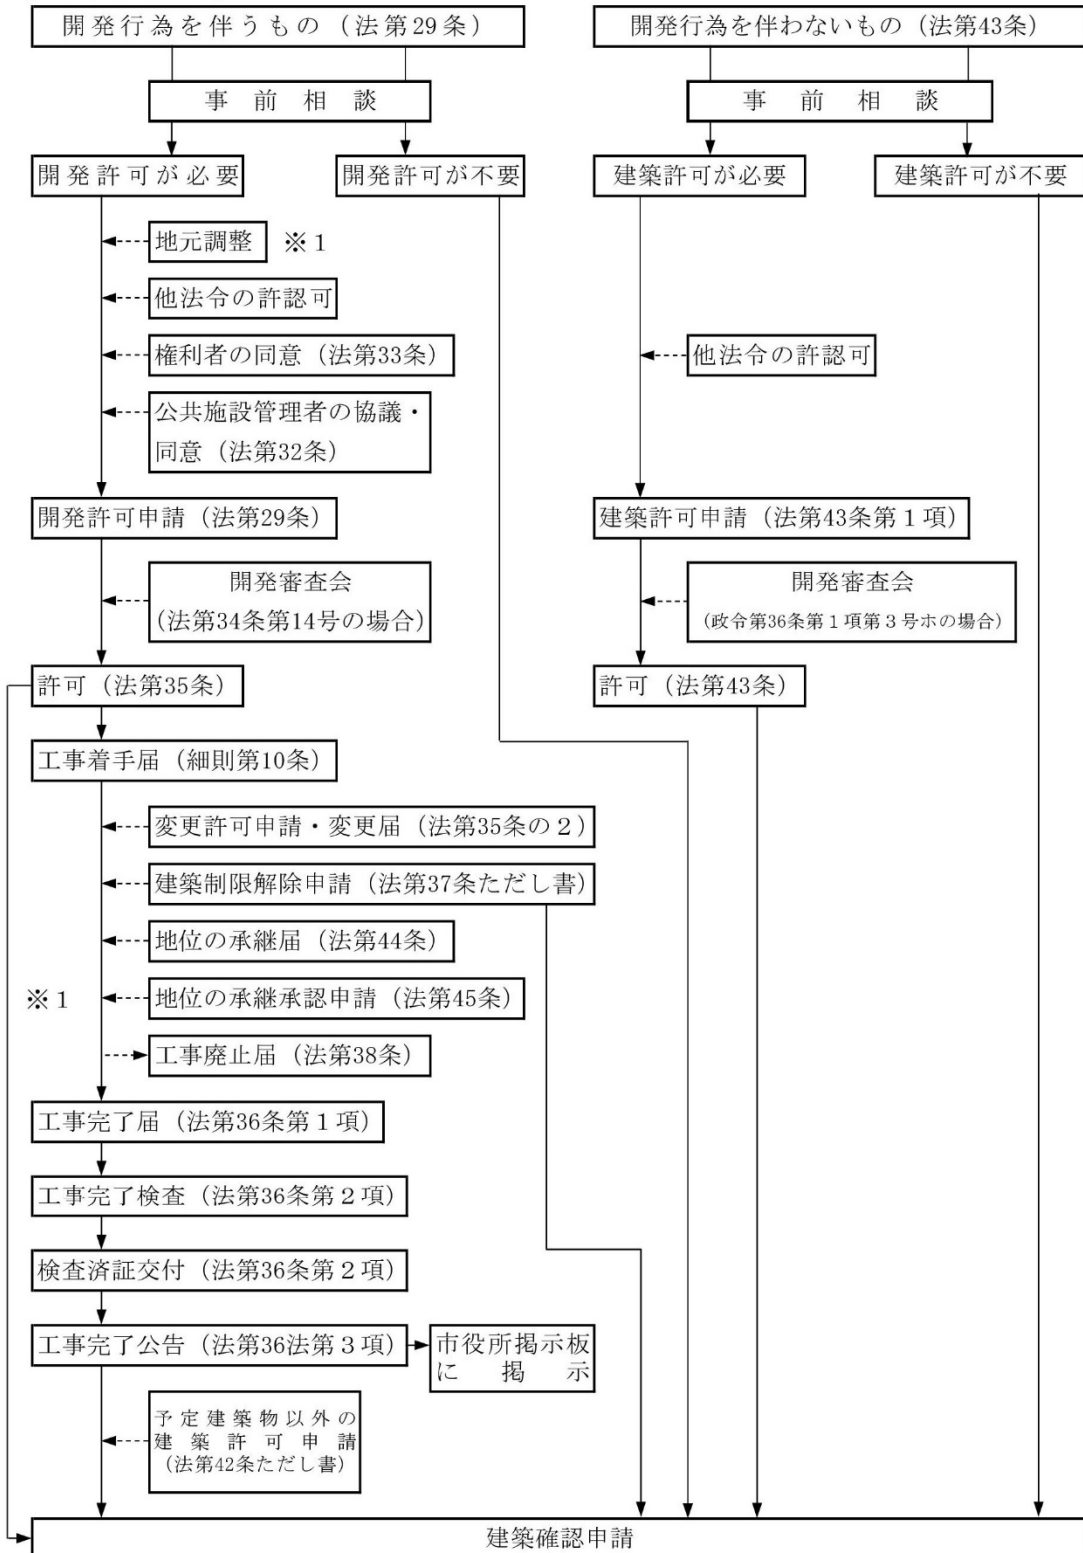 開発行為を伴うもの（法第29条）
開発行為を伴わないもの（法第43条）
事前相談
事前相談
開発許可が必要
開発許可が不要
建築許可が必要
建築許可が不要
地元調整 ※１
他法令の許認可
権利者の同意（法第33条）
他法令の許認可
公共施設管理者の協議・
同意（法第32条）
開発許可申請（法第29条）
建築許可申請（法第43条第１項）
開発審査会
(法第34条第14号の場合)
開発審査会
(政令第36条第１項第３号ホの場合)
許可（法第35条）
許可（法第43条）
工事着手届（細則第10条）
変更許可申請・変更届（法第35条の２）
建築制限解除申請（法第37条ただし書）
地位の承継届（法第44条）
※１
地位の承継承認申請（法第45条）
工事廃止届（法第38条）
工事完了届（法第36条第１項）
工事完了検査（法第36条第２項）
検査済証交付（法第36条第２項）
工事完了公告（法第36法第３項）
市役所掲示板
に掲示
予定建築物以外の
建築許可申請
（法第42条ただし書）
建築確認申請